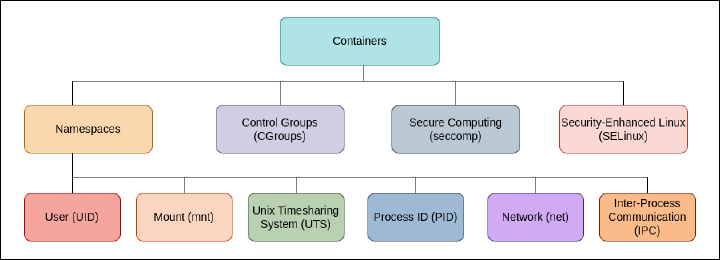 Containers
Namespaces
Control Groups
(CGroups)
Secure Computing
(seccomp)
Security-Enhanced Linux
(SELinux)
User (UID)
Mount (mnt)
Unix Timesharing
System (UTS)
Process ID (PID)
Network (net)
Inter-Process
Communication
(IPC)